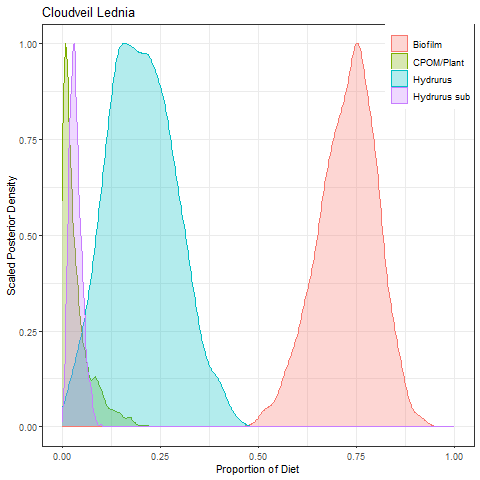 Cloudveil Lednia
Biofilm
CPOM/Plant
Hydrurus
Hydrurus sub
Scaled Posterior Density
1.00
0.75
0.50
0.25
0.00
0.00 0.25 0.50 0.75 1.00
Proportion of Diet